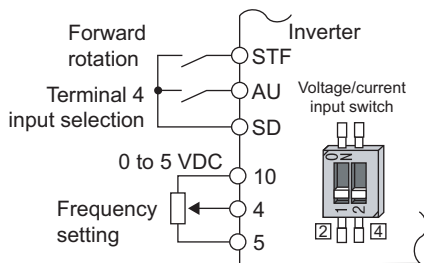 Forward
rotation
Inverter
STF
AU
Terminal 4
input selection
SD
Voltage/current
input switch
0 to 5 VDC
10
Frequency
setting
4
5
ON
1 2
2
4